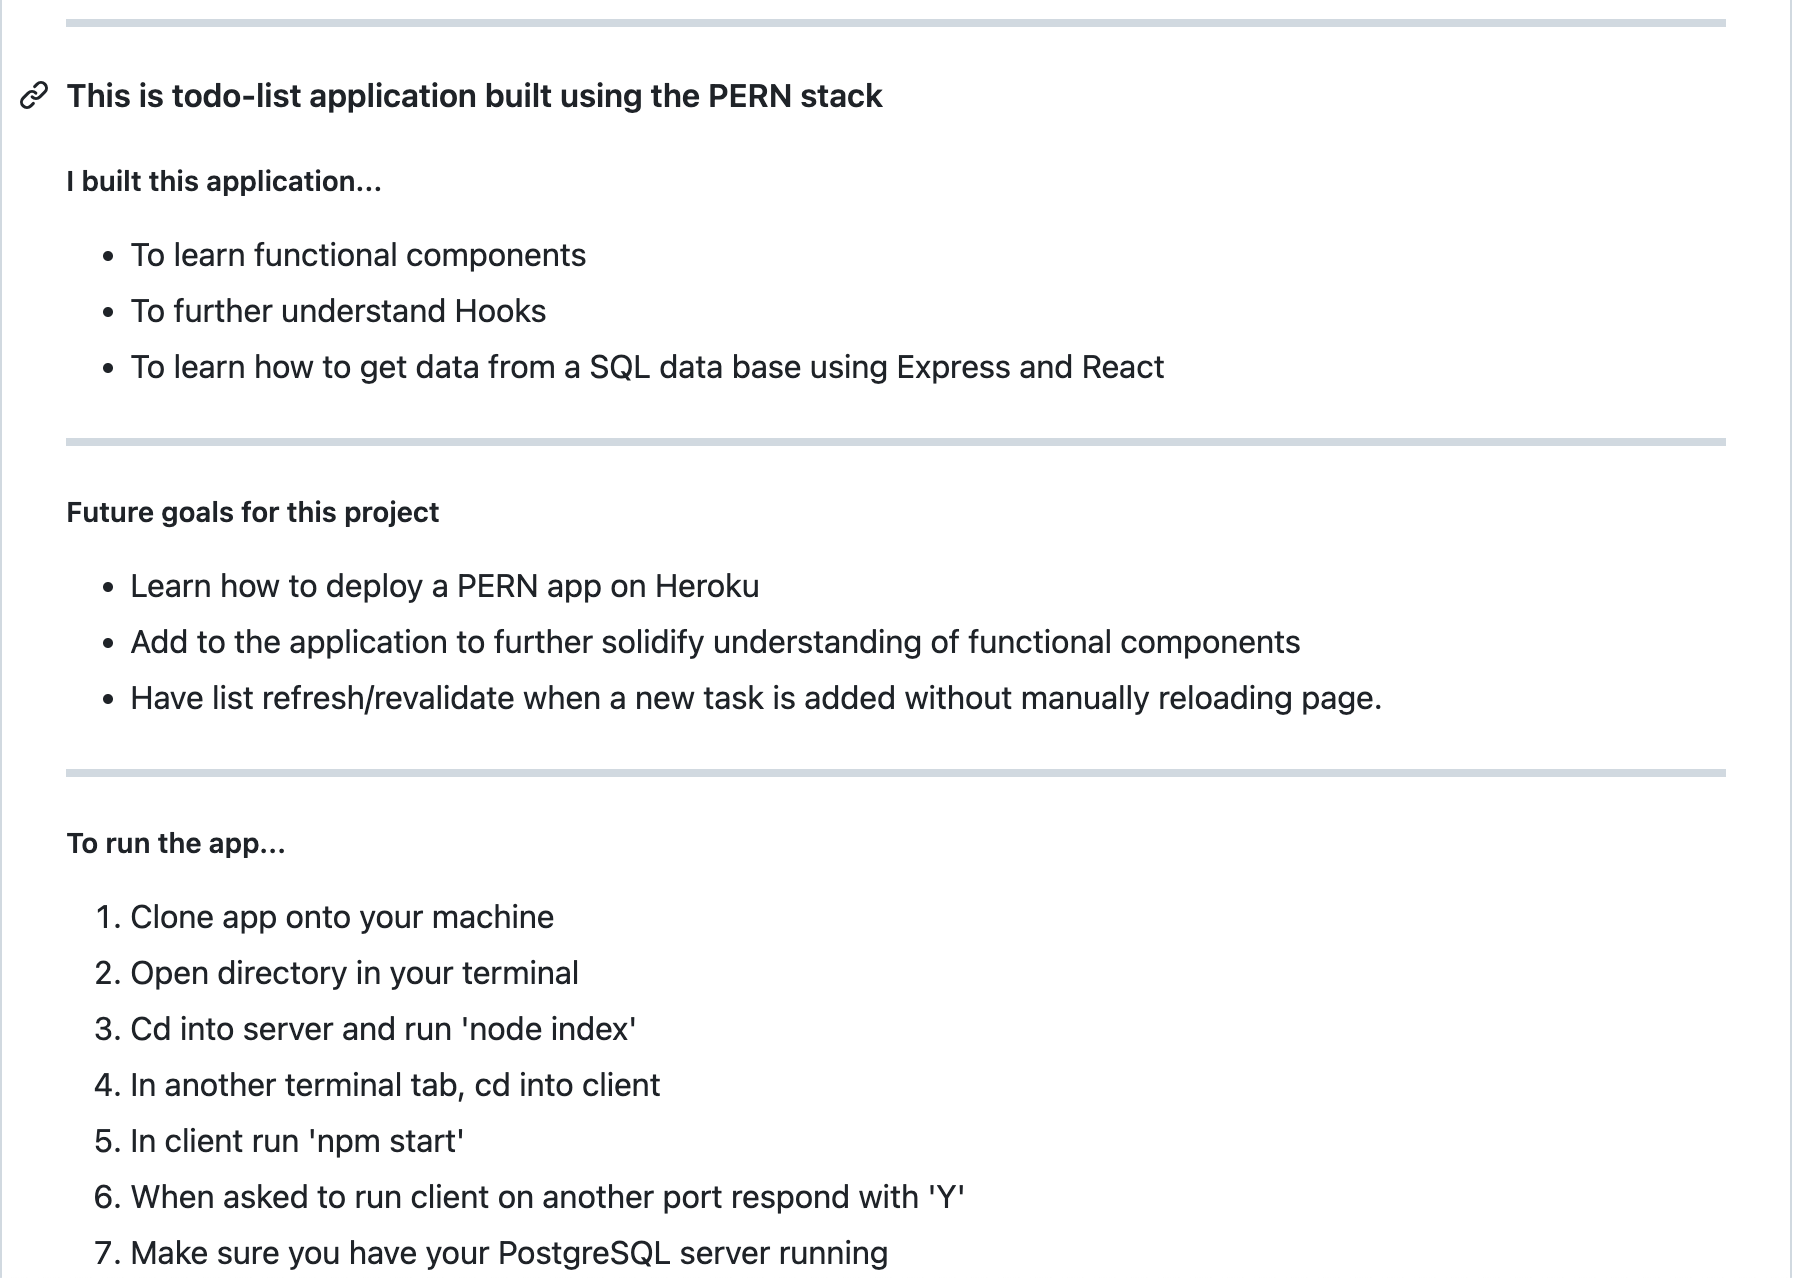 This is todo-list application built using the PERN stack
I built this application...
• To learn functional components
• To further understand Hooks
• To learn how to get data from a SQL data base using Express and React
Future goals for this project
• Learn how to deploy a PERN app on Heroku
• Add to the application to further solidify understanding of functional components
• Have list refresh/revalidate when a new task is added without manually reloading page.
To run the app...
1. Clone app onto your machine
2. Open directory in your terminal
3. Cd into server and run 'node index'
4. In another terminal tab, cd into client
5. In client run 'npm start'
6. When asked to run client on another port respond with 'Y'
7. Make sure you have your PostgreSQL server running